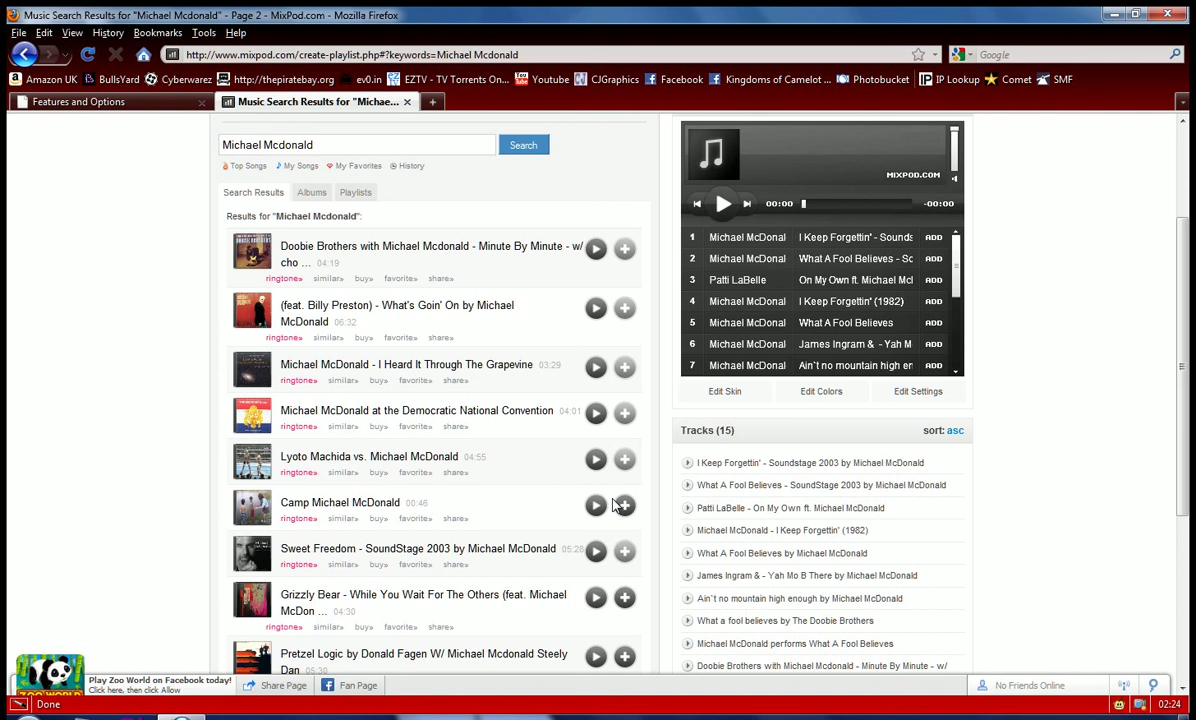 Music Search Results for "Michael Mcdonald" - Page 2 - MixPod.com - Mozilla Firefox
File Edit View History Bookmarks Tools Help
http://www.mixpod.com/create-playlist.php#?keywords=Michael Mcdonald
Google
Amazon UK BullsYard Cyberwarez http://thepiratebay.org ev0.in EZTV - TV Torrents On... Youtube CJGraphics Facebook Kingdoms of Camelot ... Photobucket IP Lookup Comet SMF
Features and Options
Music Search Results for "Michae...
Michael Mcdonald
Search
Top Songs My Songs My Favorites History
Search Results Albums Playlists
Results for "Michael Mcdonald":
Doobie Brothers with Michael Mcdonald - Minute By Minute - w/
cho ... 04:19
ringtone» similar» buy» favorite» share»
(feat. Billy Preston) - What's Goin' On by Michael
McDonald 06:32
ringtone» similar» buy» favorite» share»
Michael McDonald - I Heard It Through The Grapevine 03:29
ringtone» similar» buy» favorite» share»
Michael McDonald at the Democratic National Convention 04:01
ringtone» similar» buy» favorite» share»
Lyoto Machida vs. Michael McDonald 04:55
ringtone» similar» buy» favorite» share»
Camp Michael McDonald 00:46
ringtone» similar» buy» favorite» share»
Sweet Freedom - SoundStage 2003 by Michael McDonald 05:28
ringtone» similar» buy» favorite» share»
Grizzly Bear - While You Wait For The Others (feat. Michael
McDon ... 04:30
ringtone» similar» buy» favorite» share»
Pretzel Logic by Donald Fagen W/ Michael Mcdonald Steely
Dan 05:30
MIXPOD.COM
00:00 -00:00
1 Michael McDonal I Keep Forgettin' - Sounds ADD
2 Michael McDonal What A Fool Believes - So ADD
3 Patti LaBelle On My Own ft. Michael Mcl ADD
4 Michael McDonal I Keep Forgettin' (1982) ADD
5 Michael McDonal What A Fool Believes ADD
6 Michael McDonal James Ingram & - Yah M ADD
7 Michael McDonal Ain`t no mountain high en ADD
Edit Skin Edit Colors Edit Settings
Tracks (15) sort: asc
I Keep Forgettin' - Soundstage 2003 by Michael McDonald
What A Fool Believes - SoundStage 2003 by Michael McDonald
Patti LaBelle - On My Own ft. Michael McDonald
Michael McDonald - I Keep Forgettin' (1982)
What A Fool Believes by Michael McDonald
James Ingram & - Yah Mo B There by Michael McDonald
Ain`t no mountain high enough by Michael McDonald
What a fool believes by The Doobie Brothers
Michael McDonald performs What A Fool Believes
Doobie Brothers with Michael Mcdonald - Minute By Minute - w/
ZOO WORLD
Play Zoo World on Facebook today!
Click here, then click Allow
Share Page Fan Page No Friends Online
Done 02:24